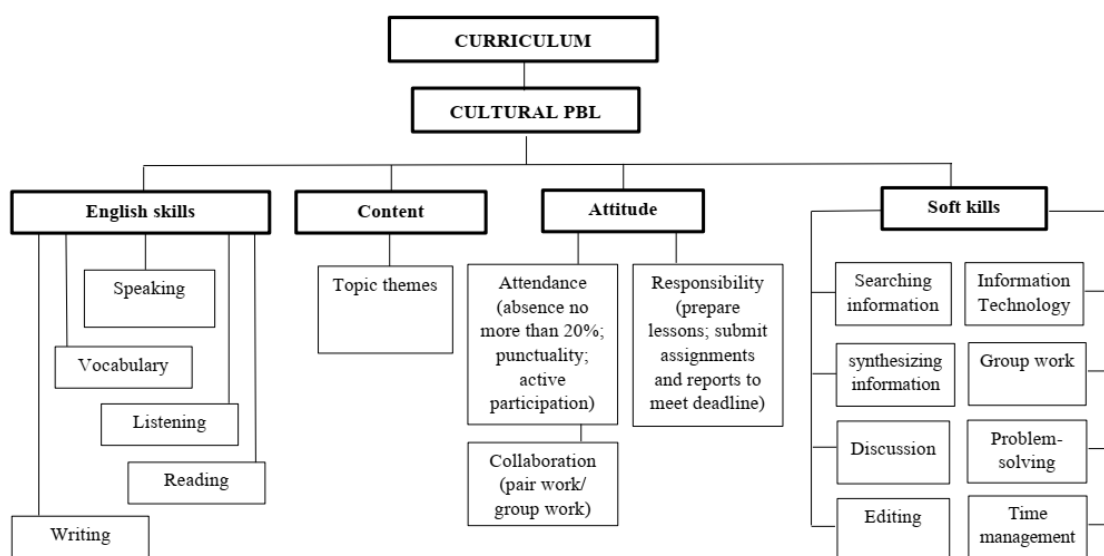 CURRICULUM
CULTURAL PBL
English skills
Content
Attitude
Soft kills
Speaking
Vocabulary
Listening
Reading
Writing
Topic themes
Attendance
(absence no
more than 20%;
punctuality;
active
participation)
Collaboration
(pair work/
group work)
Responsibility
(prepare
lessons; submit
assignments
and reports to
meet deadline)
Searching
information
Information
Technology
synthesizing
information
Group work
Discussion
Problem-
solving
Editing
Time
management